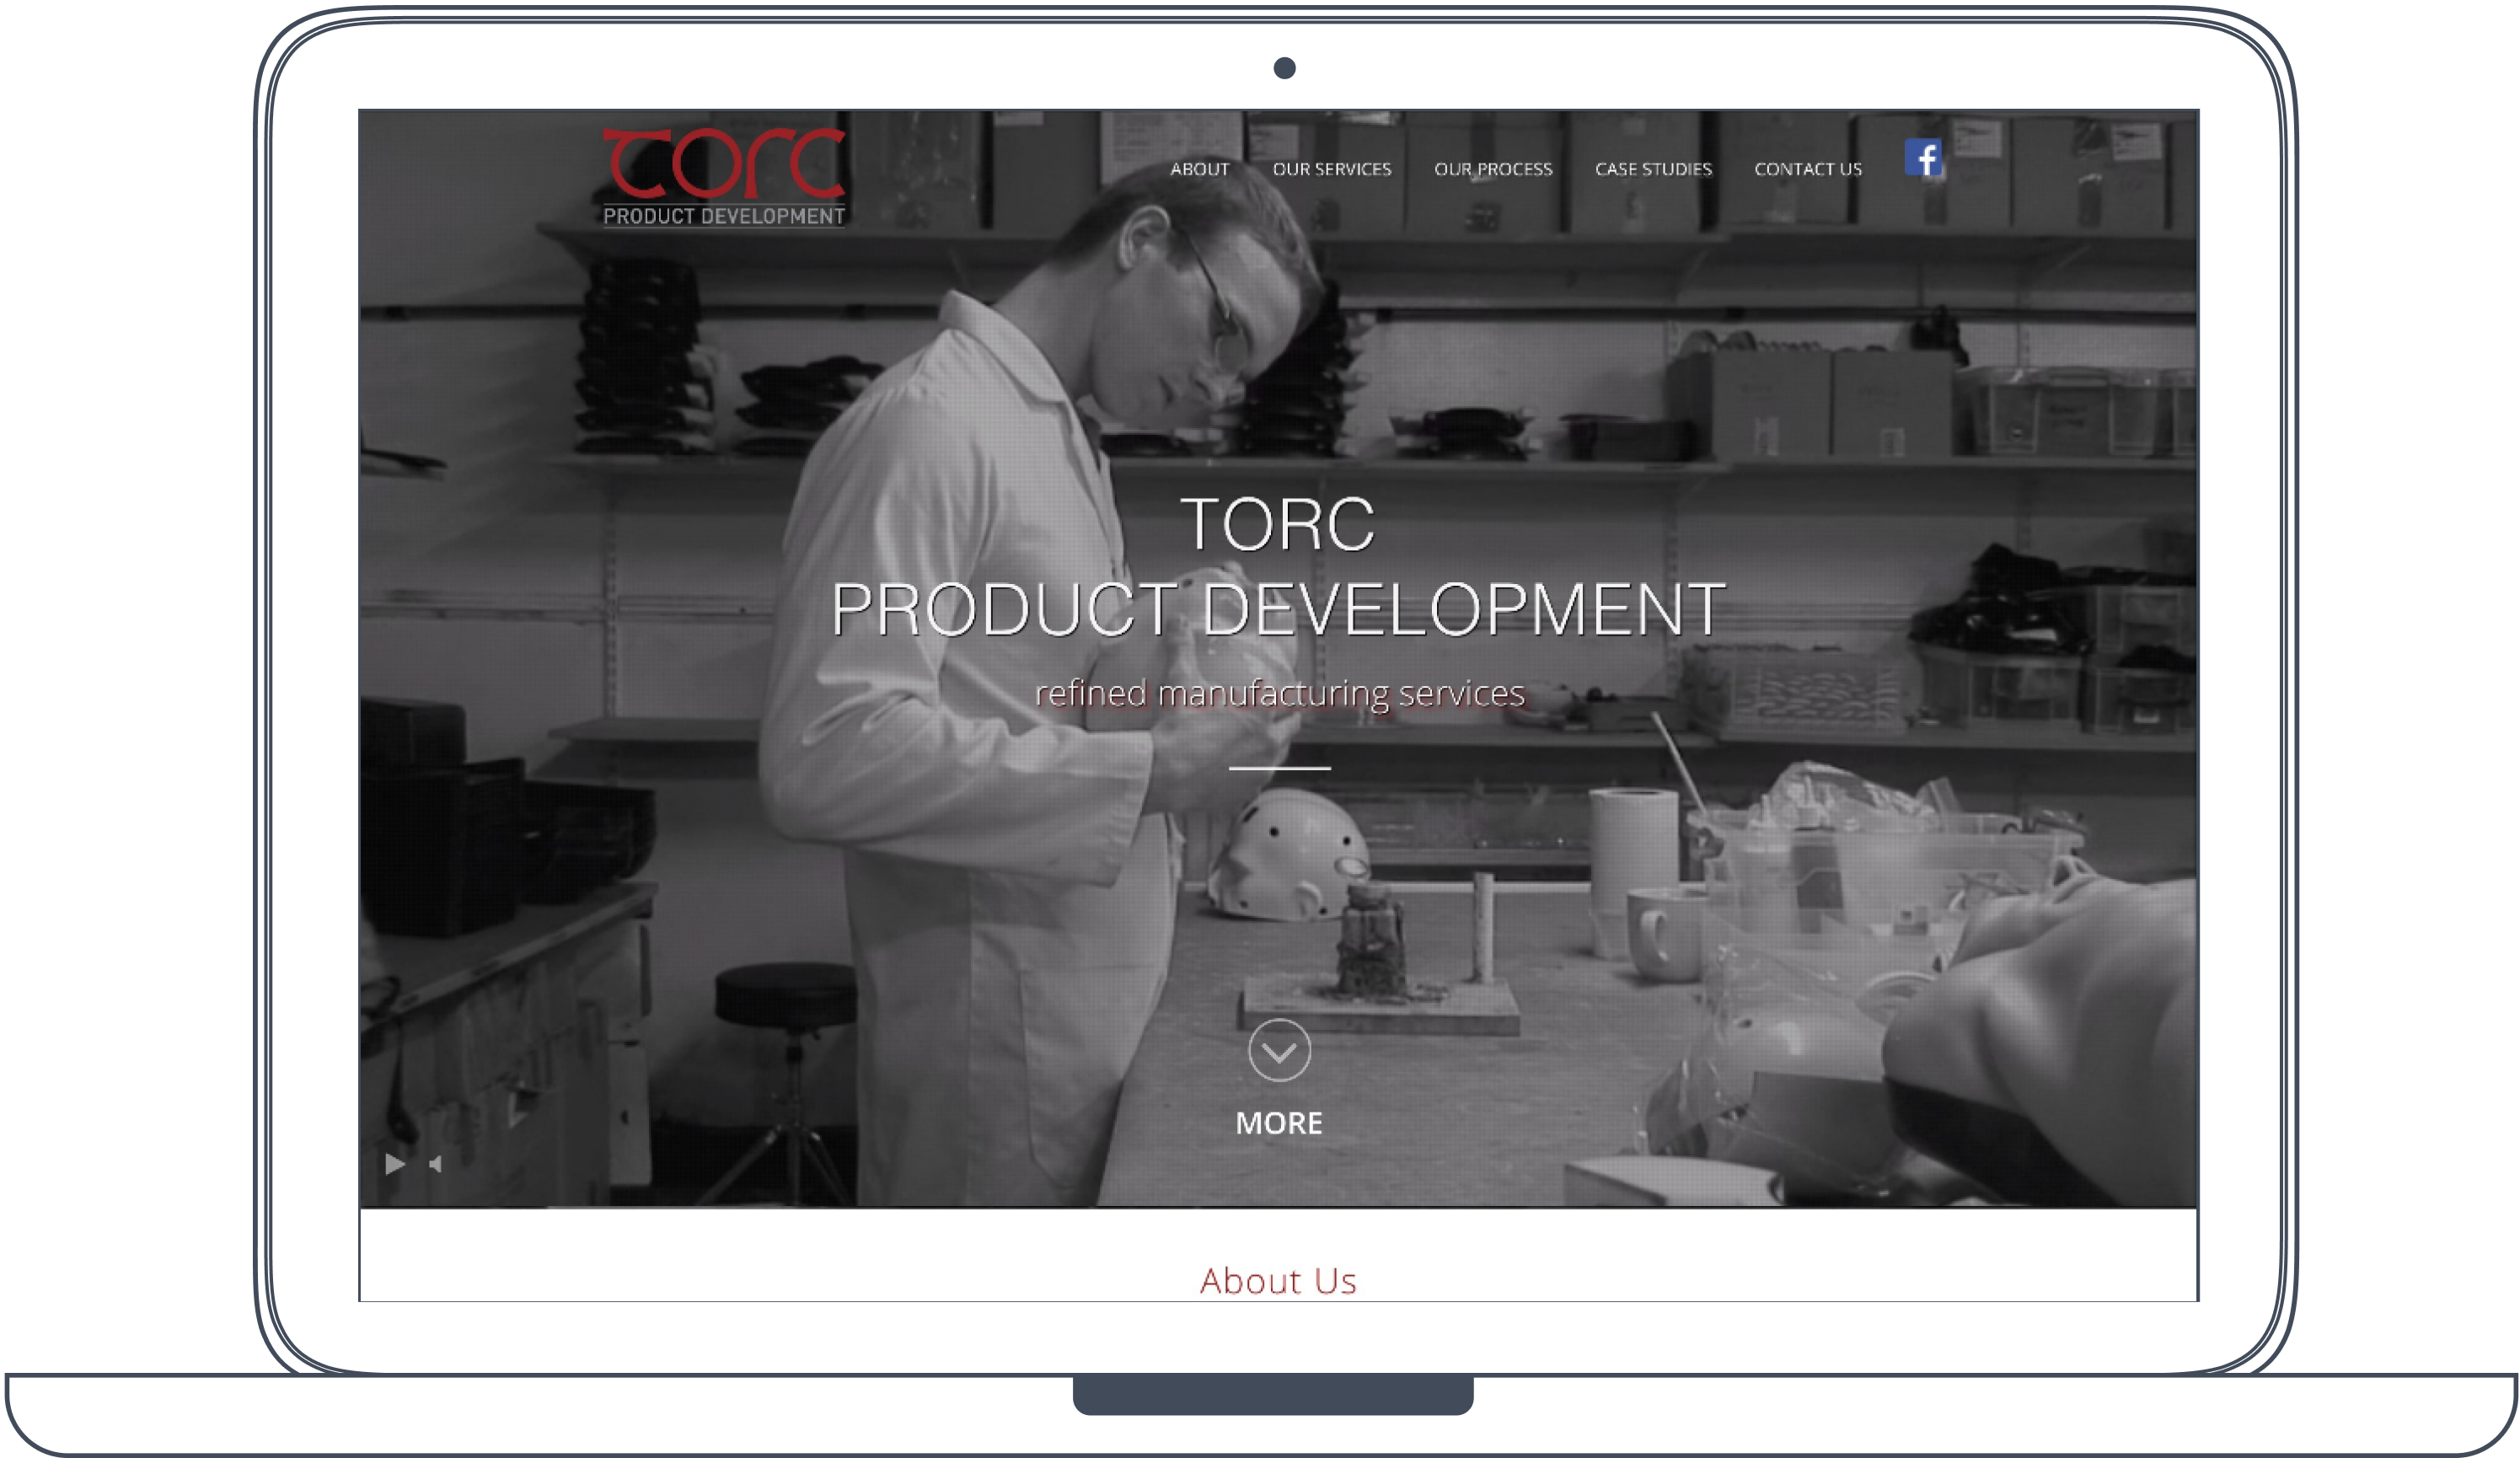 TORC
PRODUCT DEVELOPMENT
ABOUT OUR SERVICES OUR PROCESS CASE STUDIES CONTACT US f
TORC
PRODUCT DEVELOPMENT
refined manufacturing services
MORE
About Us